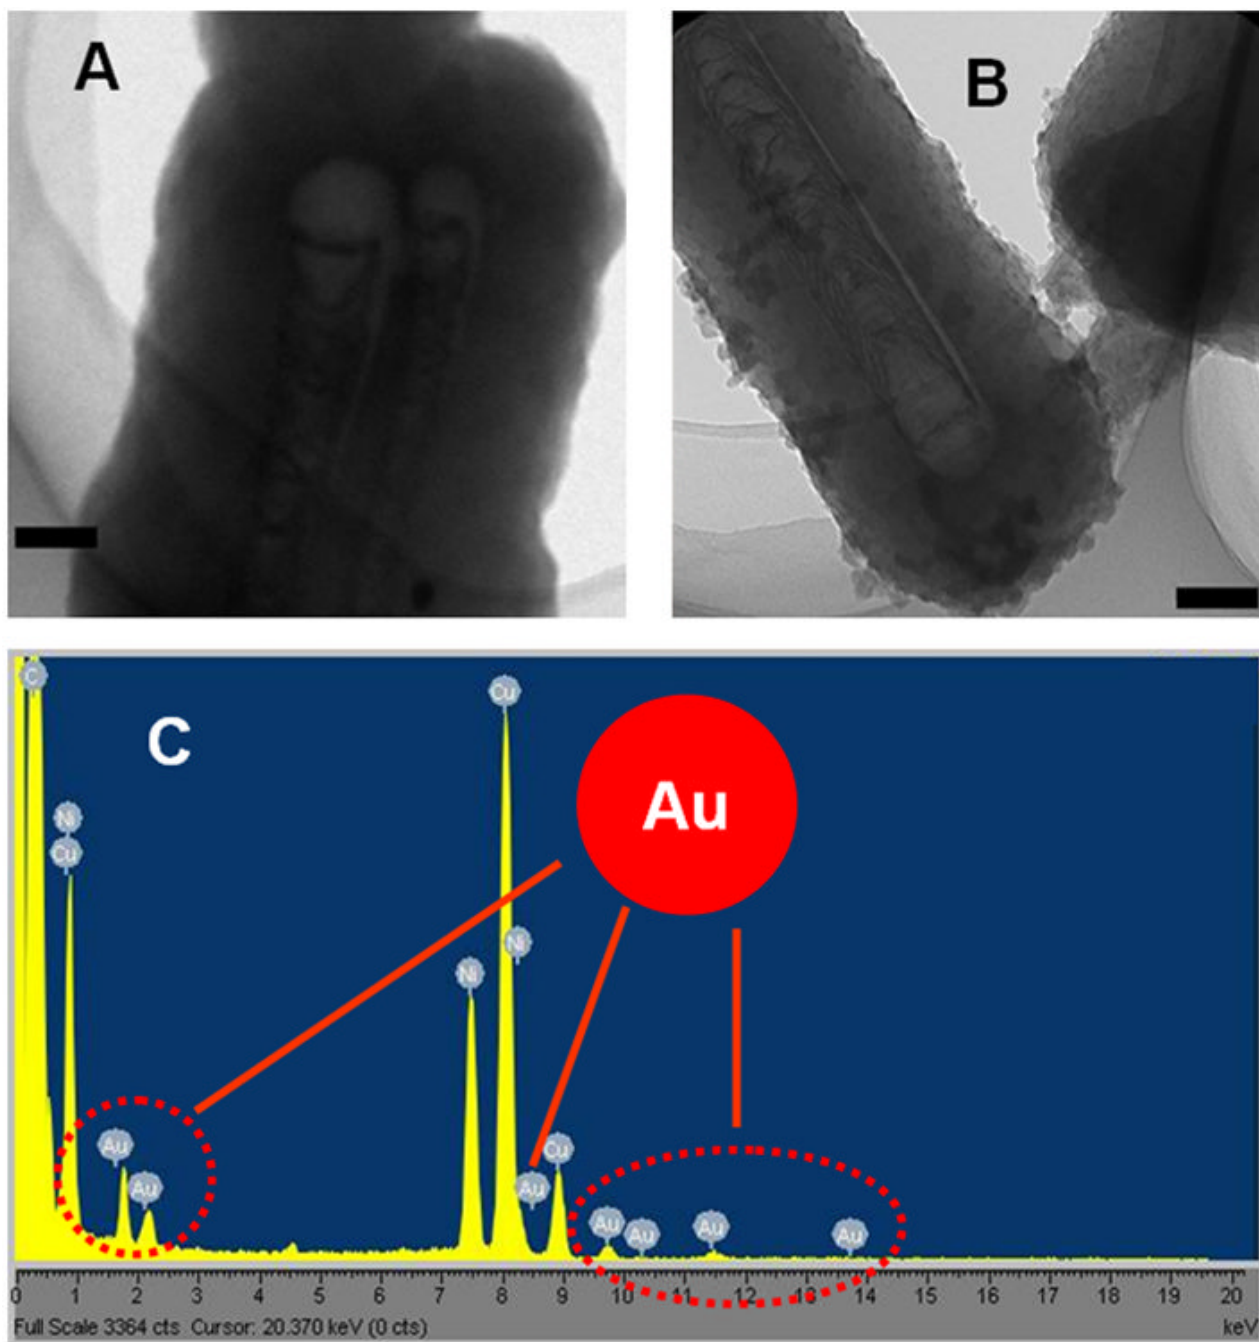 A
B
C
C
Au
Ni
Cu
Cu
Ni
Ni
Au
Au
Au
Cu
Au
Au
Au
Au
0 1 2 3 4 5 6 7 8 9 10 11 12 13 14 15 16 17 18 19 20
Full Scale 3364 cts Cursor: 20.370 keV (0 cts)
keV